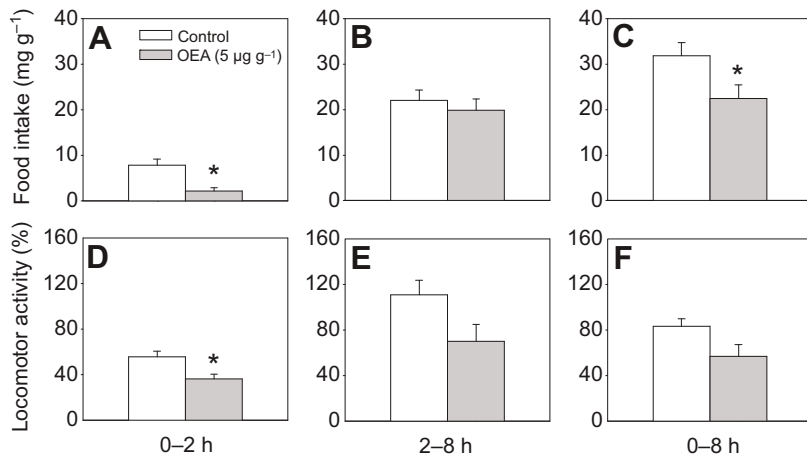 A
Control
OEA (5 µg g⁻¹)
B
C
Food intake (mg g⁻¹)
40
30
20
10
0
*
40
30
20
10
0
40
30
20
10
0
*
D
E
F
Locomotor activity (%)
160
120
80
40
0
*
160
120
80
40
0
160
120
80
40
0
0–2 h
2–8 h
0–8 h